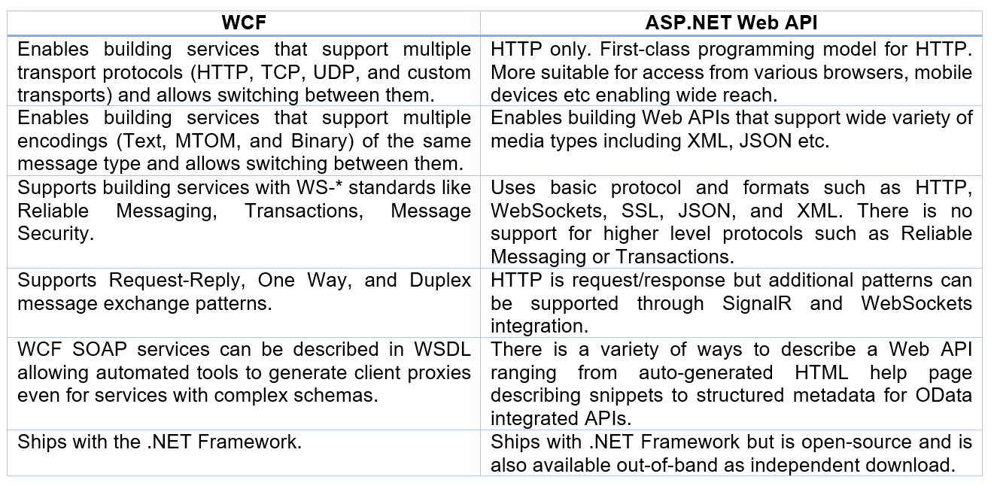 WCF
ASP.NET Web API
Enables building services that support multiple
transport protocols (HTTP, TCP, UDP, and custom
transports) and allows switching between them.
HTTP only. First-class programming model for HTTP.
More suitable for access from various browsers, mobile
devices etc enabling wide reach.
Enables building services that support multiple
encodings (Text, MTOM, and Binary) of the same
message type and allows switching between them.
Enables building Web APIs that support wide variety of
media types including XML, JSON etc.
Supports building services with WS-* standards like
Reliable Messaging, Transactions, Message
Security.
Uses basic protocol and formats such as HTTP,
WebSockets, SSL, JSON, and XML. There is no
support for higher level protocols such as Reliable
Messaging or Transactions.
Supports Request-Reply, One Way, and Duplex
message exchange patterns.
HTTP is request/response but additional patterns can
be supported through SignalR and WebSockets
integration.
WCF SOAP services can be described in WSDL
allowing automated tools to generate client proxies
even for services with complex schemas.
There is a variety of ways to describe a Web API
ranging from auto-generated HTML help page
describing snippets to structured metadata for OData
integrated APIs.
Ships with the .NET Framework.
Ships with .NET Framework but is open-source and is
also available out-of-band as independent download.